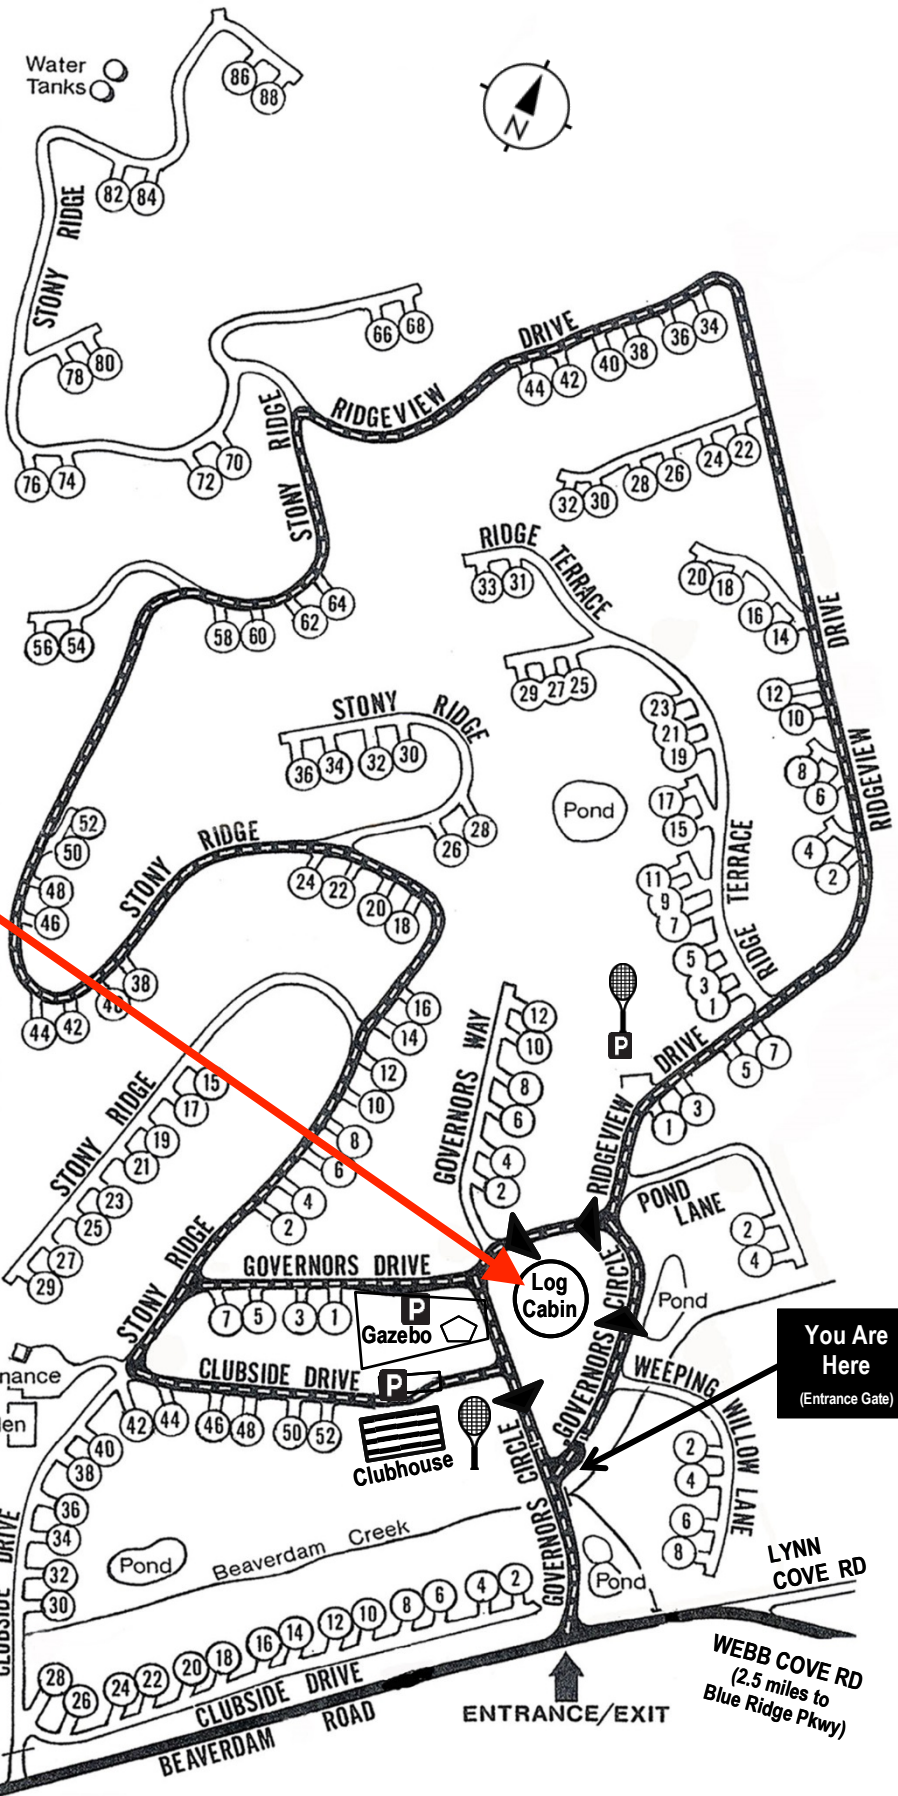 Water
Tanks
86
88
N
82
84
STONY RIDGE
66
68
78
80
RIDGEVIEW DRIVE
44
42
40
38
36
34
STONY RIDGE
76
74
72
70
32
30
28
26
24
22
RIDGE TERRACE
33
31
20
18
16
14
56
54
58
60
62
64
29
27
25
RIDGEVIEW DRIVE
12
10
8
6
4
2
23
21
19
17
15
11
9
7
5
3
1
RIDGE TERRACE
Pond
STONY RIDGE
36
34
32
30
28
26
52
50
48
46
STONY RIDGE
24
22
20
18
44
42
40
38
16
14
12
10
8
6
4
2
STONY RIDGE
15
17
19
21
23
25
27
29
GOVERNORS WAY
12
10
8
6
4
2
P
RIDGEVIEW DRIVE
7
5
3
1
POND
LANE
2
4
Pond
STONY RIDGE
GOVERNORS DRIVE
7
5
3
1
P
Gazebo
Log
Cabin
GOVERNORS CIRCLE
You Are
Here
(Entrance Gate)
CLUBSIDE DRIVE
P
42
44
46
48
50
52
Clubhouse
WEEPING WILLOW LANE
2
4
6
8
nance
en
40
38
36
34
32
30
CLUBSIDE DRIVE
Pond
Beaverdam Creek
GOVERNORS CIRCLE
Pond
LYNN
COVE RD
28
26
24
22
20
18
16
14
12
10
8
6
4
2
CLUBSIDE DRIVE
BEAVERDAM ROAD
ENTRANCE/EXIT
WEBB COVE RD
(2.5 miles to
Blue Ridge Pkwy)